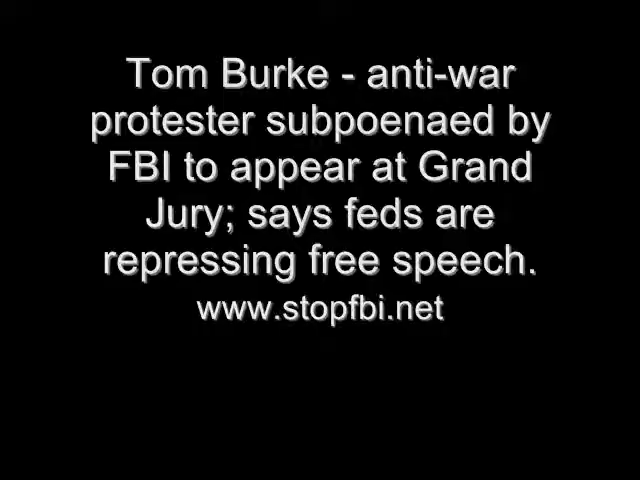 Tom Burke - anti-war
protester subpoenaed by
FBI to appear at Grand
Jury; says feds are
repressing free speech.
www.stopfbi.net